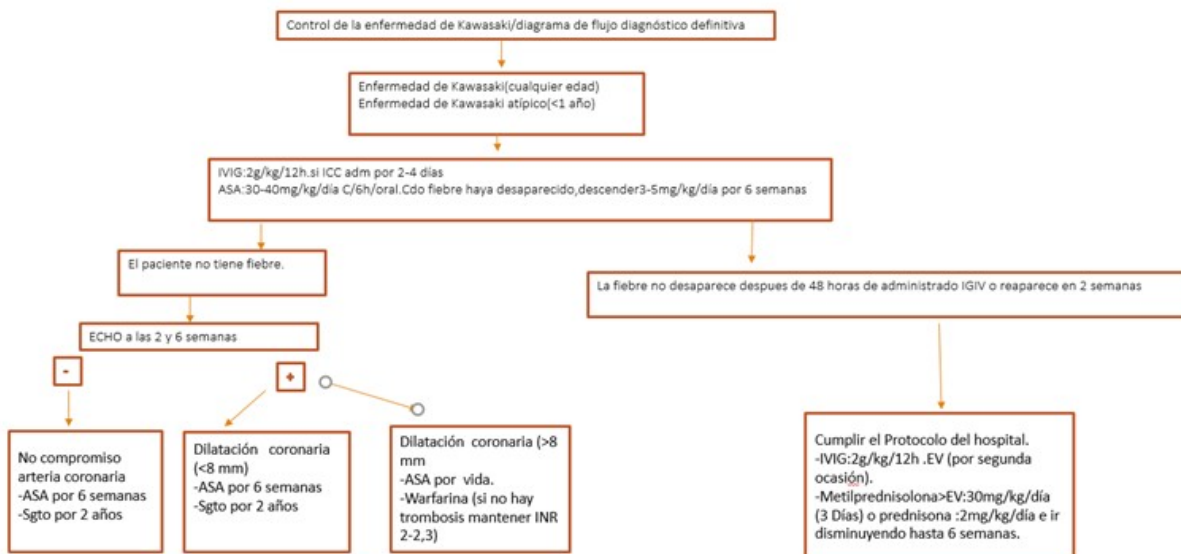 Control de la enfermedad de Kawasaki/diagrama de flujo diagnóstico definitiva
Enfermedad de Kawasaki(cualquier edad)
Enfermedad de Kawasaki atípico(<1 año)
IVIG:2g/kg/12h.si ICC adm por 2-4 días
ASA:30-40mg/kg/día C/6h/oral.Cdo fiebre haya desaparecido,descender3-5mg/kg/día por 6 semanas
El paciente no tiene fiebre.
La fiebre no desaparece despues de 48 horas de administrado IGIV o reaparece en 2 semanas
ECHO a las 2 y 6 semanas
-
+
No compromiso
arteria coronaria
-ASA por 6 semanas
-Sgto por 2 años
Dilatación coronaria
(<8 mm)
-ASA por 6 semanas
-Sgto por 2 años
Dilatación coronaria (>8
mm
-ASA por vida.
-Warfarina (si no hay
trombosis mantener INR
2-2,3)
Cumplir el Protocolo del hospital.
-IVIG:2g/kg/12h .EV (por segunda
ocasión).
-Metilprednisolona>EV:30mg/kg/día
(3 Días) o prednisona :2mg/kg/día e ir
disminuyendo hasta 6 semanas.